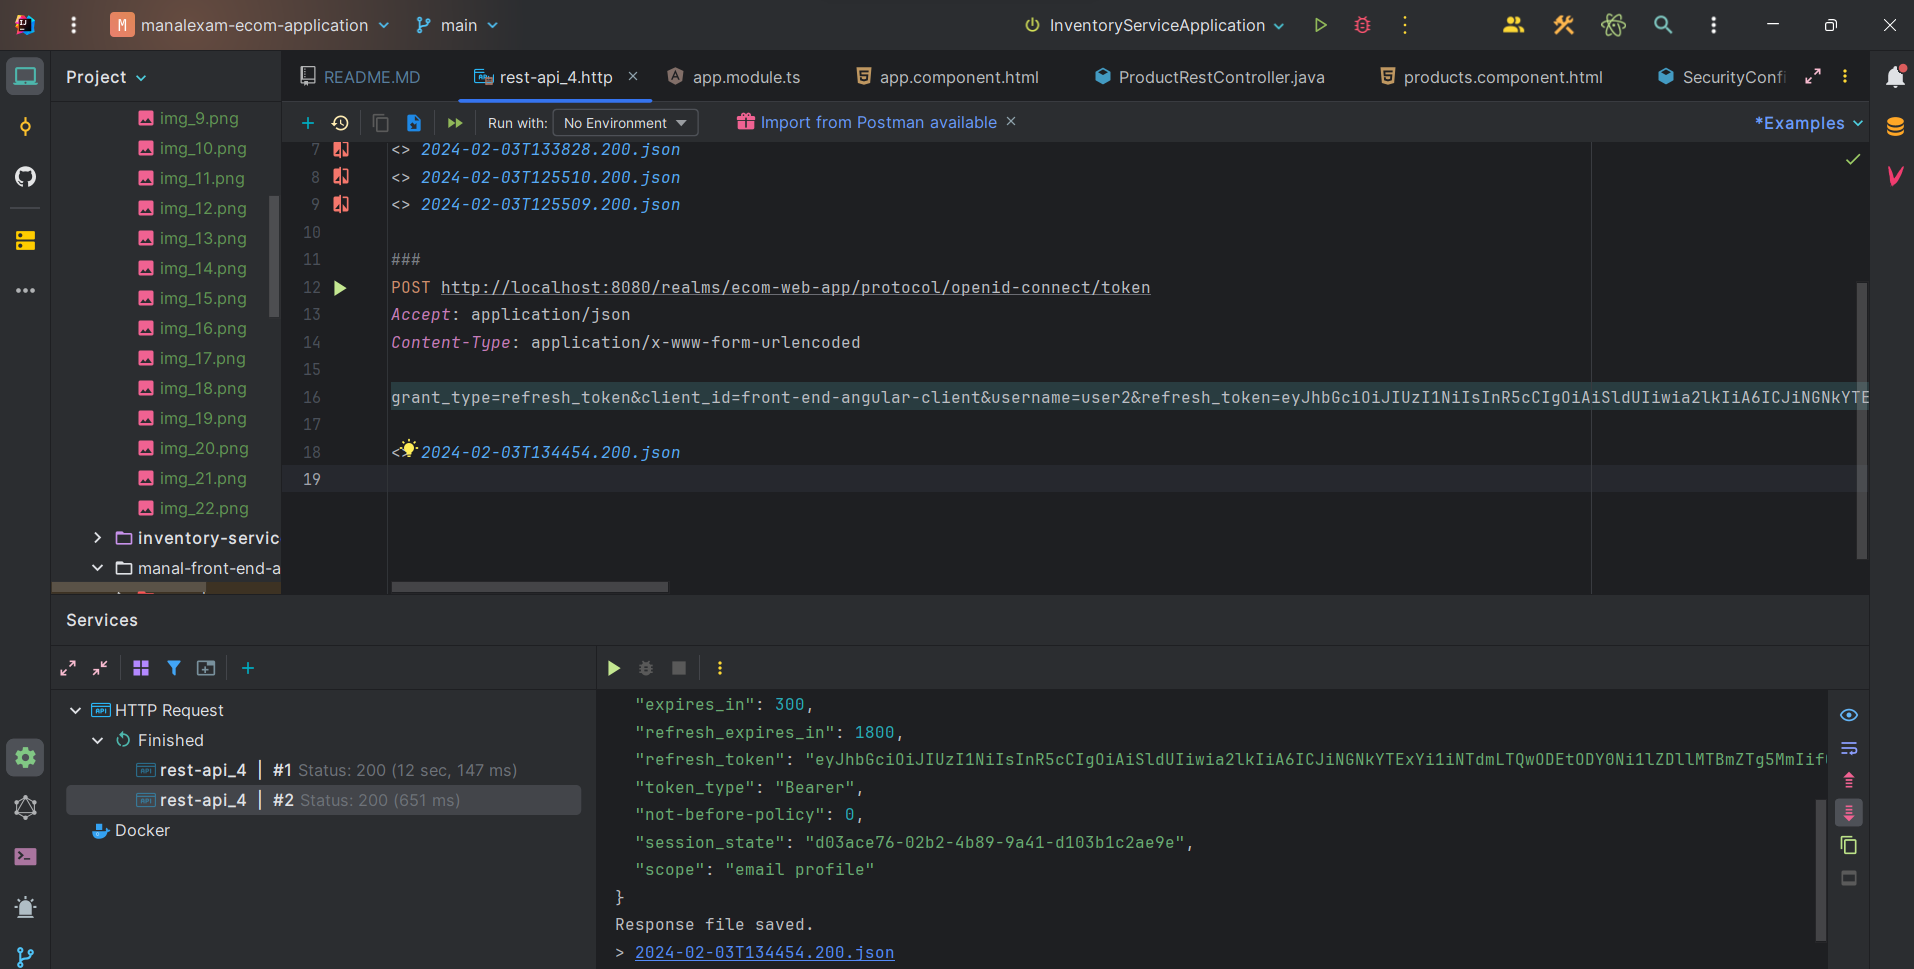 M manalexam-ecom-application main InventoryServiceApplication
Project
README.MD rest-api_4.http app.module.ts app.component.html ProductRestController.java products.component.html SecurityConfi
Run with: No Environment Import from Postman available *Examples
img_9.png
img_10.png
img_11.png
img_12.png
img_13.png
img_14.png
img_15.png
img_16.png
img_17.png
img_18.png
img_19.png
img_20.png
img_21.png
img_22.png
inventory-servic
manal-front-end-a
7 <> 2024-02-03T133828.200.json
8 <> 2024-02-03T125510.200.json
9 <> 2024-02-03T125509.200.json
10
11 ###
12 POST http://localhost:8080/realms/ecom-web-app/protocol/openid-connect/token
13 Accept: application/json
14 Content-Type: application/x-www-form-urlencoded
15
16 grant_type=refresh_token&client_id=front-end-angular-client&username=user2&refresh_token=eyJhbGciOiJIUzI1NiIsInR5cCIgOiAiSldUIiwia2lkIiA6ICJiNGNkYTE
17
18 <> 2024-02-03T134454.200.json
19
Services
HTTP Request
Finished
rest-api_4 | #1 Status: 200 (12 sec, 147 ms)
rest-api_4 | #2 Status: 200 (651 ms)
Docker
"expires_in": 300,
"refresh_expires_in": 1800,
"refresh_token": "eyJhbGciOiJIUzI1NiIsInR5cCIgOiAiSldUIiwia2lkIiA6ICJiNGNkYTExYi1iNTdmLTQwODEtODY0Ni1lZDllMTBmZTg5MmIif
"token_type": "Bearer",
"not-before-policy": 0,
"session_state": "d03ace76-02b2-4b89-9a41-d103b1c2ae9e",
"scope": "email profile"
}
Response file saved.
> 2024-02-03T134454.200.json